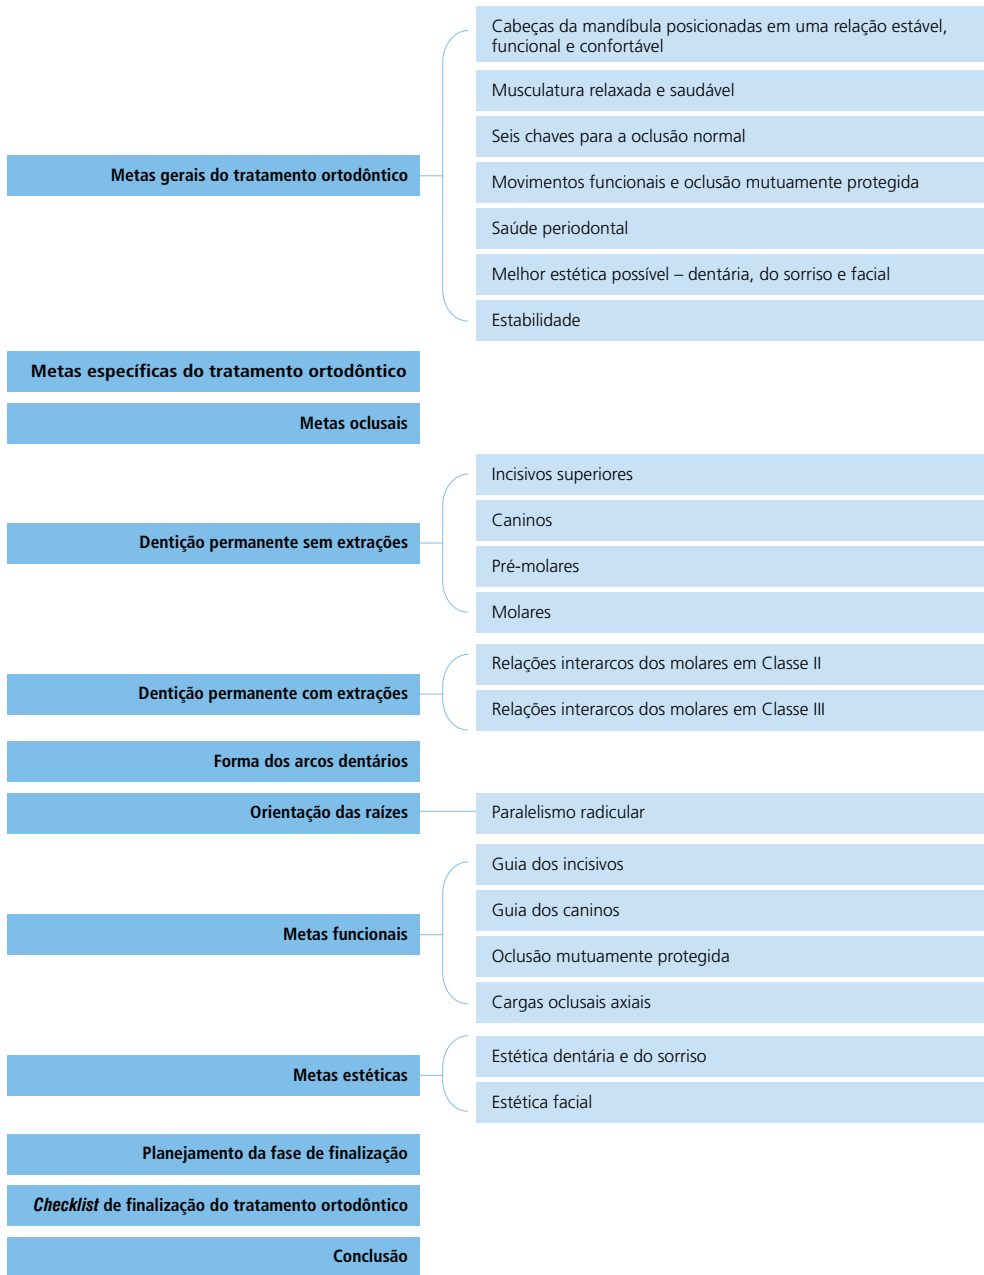 Metas gerais do tratamento ortodôntico
Cabeças da mandíbula posicionadas em uma relação estável,
funcional e confortável
Musculatura relaxada e saudável
Seis chaves para a oclusão normal
Movimentos funcionais e oclusão mutuamente protegida
Saúde periodontal
Melhor estética possível – dentária, do sorriso e facial
Estabilidade
Metas específicas do tratamento ortodôntico
Metas oclusais
Dentição permanente sem extrações
Incisivos superiores
Caninos
Pré-molares
Molares
Dentição permanente com extrações
Relações interarcos dos molares em Classe II
Relações interarcos dos molares em Classe III
Forma dos arcos dentários
Orientação das raízes
Paralelismo radicular
Metas funcionais
Guia dos incisivos
Guia dos caninos
Oclusão mutuamente protegida
Cargas oclusais axiais
Metas estéticas
Estética dentária e do sorriso
Estética facial
Planejamento da fase de finalização
Checklist de finalização do tratamento ortodôntico
Conclusão